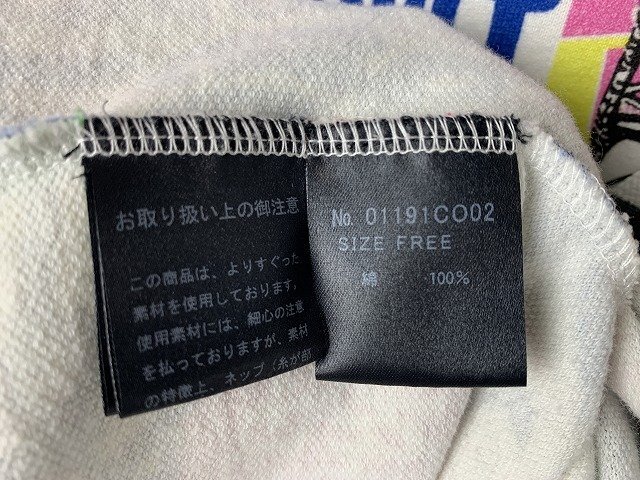 お取り扱い上の御注意
この商品は、よりすぐった
素材を使用しております。
使用素材には、細心の注意
を払っておりますが、素材
の特徴上、ネップ（糸が部
No. 01191CO02
SIZE FREE
綿 100%